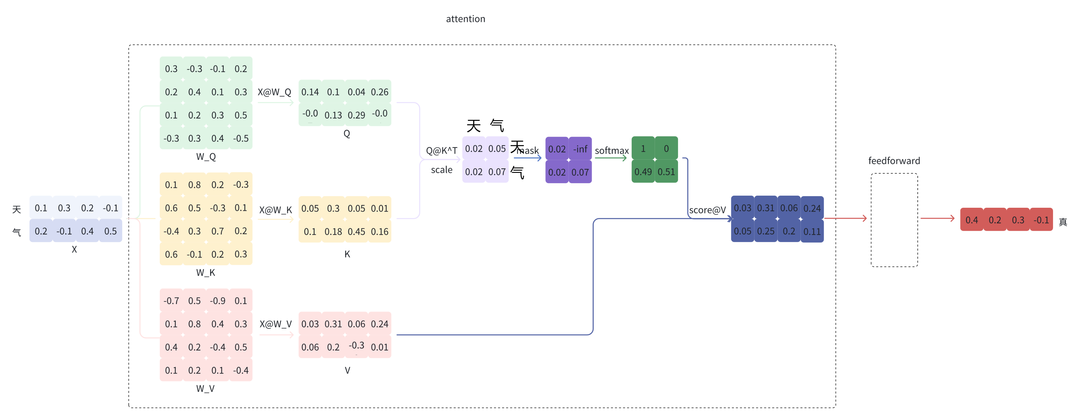 attention
0.3 -0.3 -0.1 0.2
0.2 0.4 0.1 0.3
0.1 0.2 0.3 0.5
-0.3 0.3 0.4 -0.5
W_Q
X@W_Q
0.14 0.1 0.04 0.26
-0.0 0.13 0.29 -0.0
Q
天 0.1 0.3 0.2 -0.1
气 0.2 -0.1 0.4 0.5
X
0.1 0.8 0.2 -0.3
0.6 0.5 -0.3 0.1
-0.4 0.3 0.7 0.2
0.6 -0.1 0.2 0.3
W_K
X@W_K
0.05 0.3 0.05 0.01
0.1 0.18 0.45 0.16
K
-0.7 0.5 -0.9 0.1
0.1 0.8 0.4 0.3
0.4 0.2 -0.4 0.5
0.1 0.2 0.1 -0.4
W_V
X@W_V
0.03 0.31 0.06 0.24
0.06 0.2 -0.3 0.01
V
Q@K^T
scale
天 气
0.02 0.05 天
0.02 0.07 气
mask
0.02 -inf
0.02 0.07
softmax
1 0
0.49 0.51
score@V
0.03 0.31 0.06 0.24
0.05 0.25 0.2 0.11
feedforward
0.4 0.2 0.3 -0.1 真